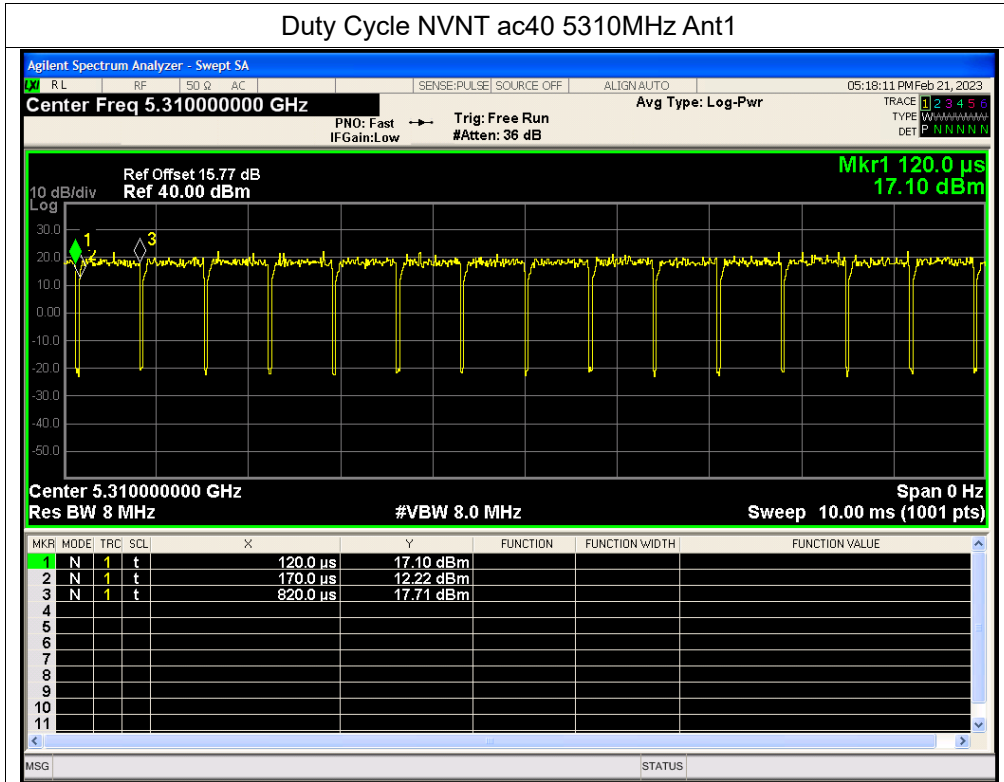 Duty Cycle NVNT ac40 5310MHz Ant1
Agilent Spectrum Analyzer - Swept SA
LXI RL RF 50 Ω AC SENSE:PULSE SOURCE OFF ALIGNAUTO 05:18:11 PMFeb 21, 2023
Center Freq 5.310000000 GHz Avg Type: Log-Pwr TRACE 1 2 3 4 5 6
PNO: Fast Trig: Free Run TYPE WWWWWW
IFGain:Low #Atten: 36 dB DET P N N N N N
Mkr1 120.0 µs
Ref Offset 15.77 dB
10 dB/div Ref 40.00 dBm 17.10 dBm
Log
30.0
1 2 3
20.0
10.0
0.00
-10.0
-20.0
-30.0
-40.0
-50.0
Center 5.310000000 GHz Span 0 Hz
Res BW 8 MHz #VBW 8.0 MHz Sweep 10.00 ms (1001 pts)
MKR MODE TRC SCL X Y FUNCTION FUNCTION WIDTH FUNCTION VALUE
1 N 1 t 120.0 µs 17.10 dBm
2 N 1 t 170.0 µs 12.22 dBm
3 N 1 t 820.0 µs 17.71 dBm
4
5
6
7
8
9
10
11
MSG STATUS